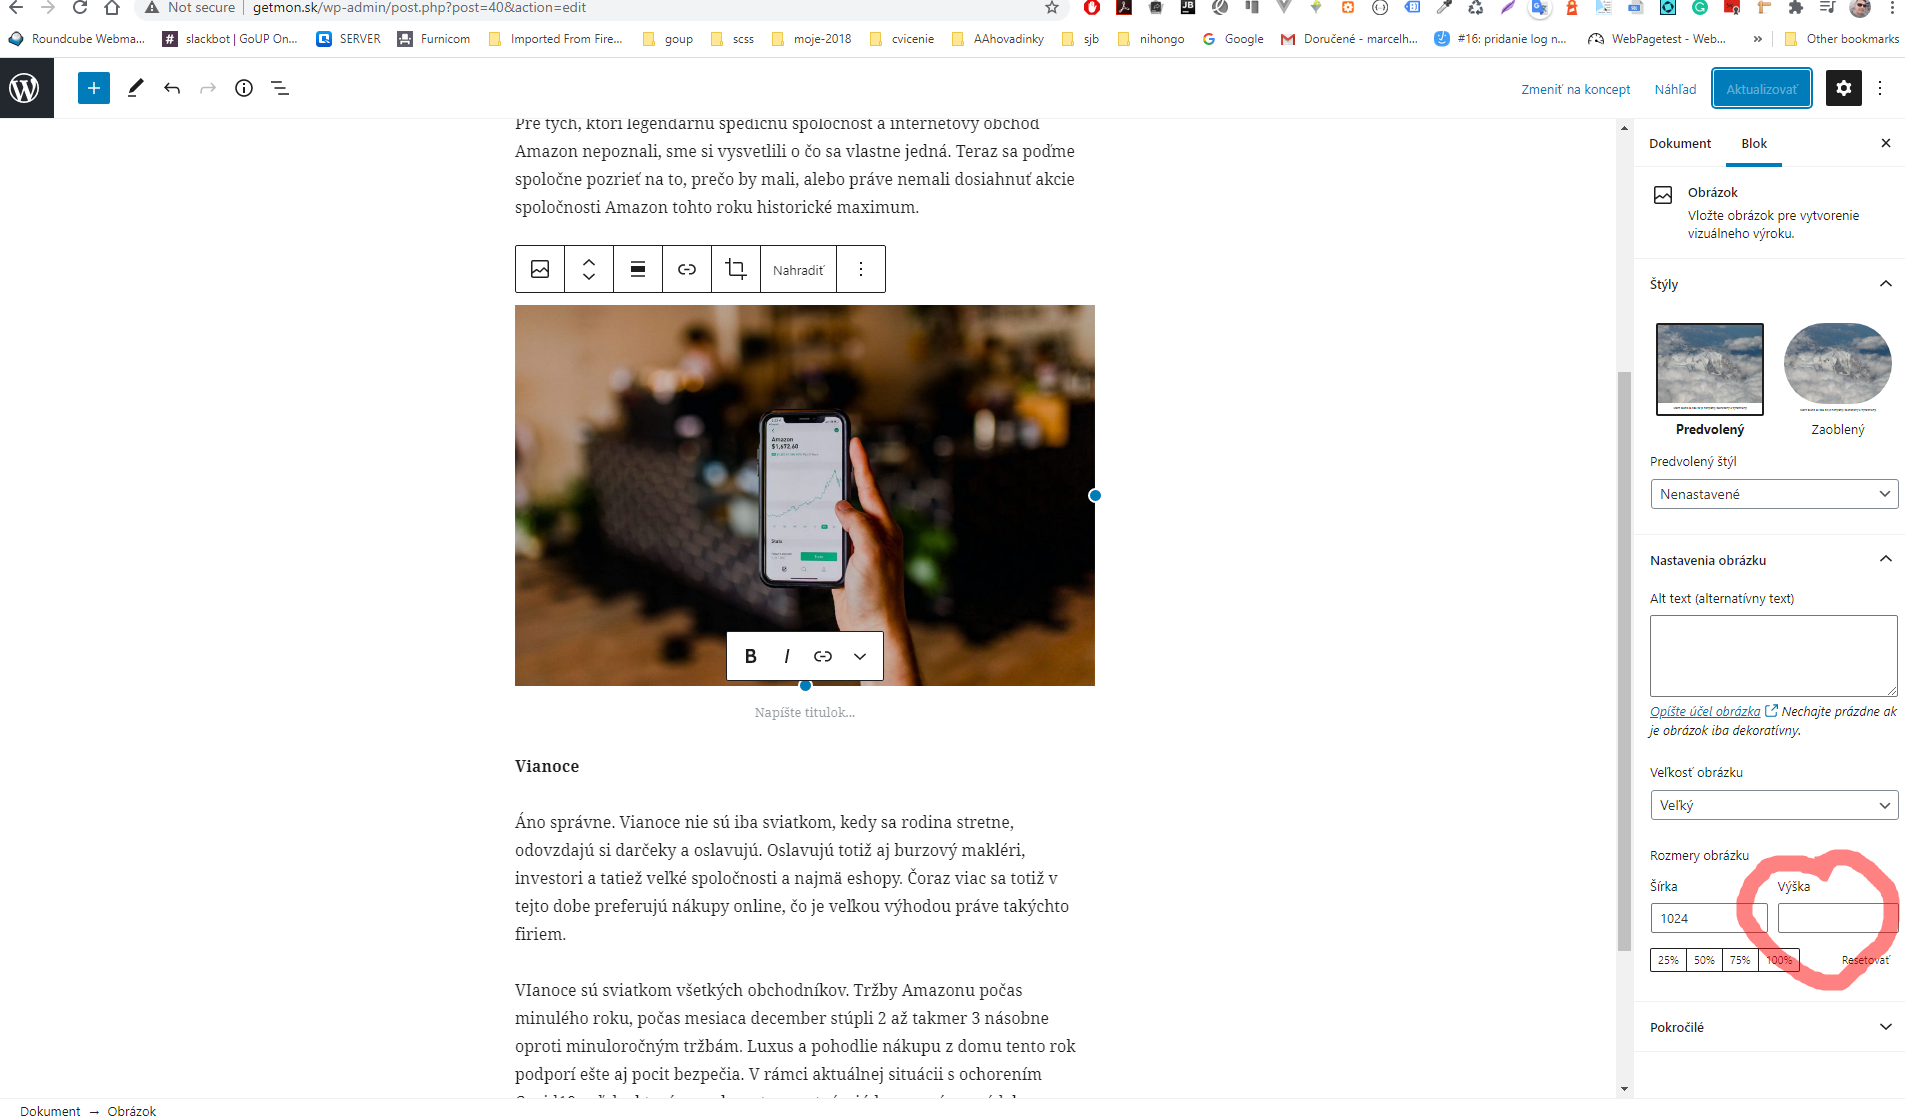 Not secure | getmon.sk/wp-admin/post.php?post=40&action=edit
Roundcube Webma... slackbot | GoUP On... SERVER Furnicom Imported From Fire... goup scss moje-2018 cvicenie AAhovadinky sjb nihongo Google Doručené - marcelh... #16: pridanie log n... WebPagetest - Web... » Other bookmarks
Zmeniť na koncept Náhľad Aktualizovať
Pre tých, ktorí legendárnu špedičnú spoločnosť a internetový obchod
Amazon nepoznali, sme si vysvetlili o čo sa vlastne jedná. Teraz sa poďme
spoločne pozrieť na to, prečo by mali, alebo práve nemali dosiahnuť akcie
spoločnosti Amazon tohto roku historické maximum.
Nahradiť
Amazon
$1,672.60
Stats
B I
Napíšte titulok...
Vianoce
Áno správne. Vianoce nie sú iba sviatkom, kedy sa rodina stretne,
odovzdajú si darčeky a oslavujú. Oslavujú totiž aj burzový makléri,
investori a tatiež veľké spoločnosti a najmä eshopy. Čoraz viac sa totiž v
tejto dobe preferujú nákupy online, čo je veľkou výhodou práve takýchto
firiem.
VIanoce sú sviatkom všetkých obchodníkov. Tržby Amazonu počas
minulého roku, počas mesiaca december stúpli 2 až takmer 3 násobne
oproti minuloročným tržbám. Luxus a pohodlie nákupu z domu tento rok
podporí ešte aj pocit bezpečia. V rámci aktuálnej situácii s ochorením
Dokument Blok
Obrázok
Vložte obrázok pre vytvorenie
vizuálneho výroku.
Štýly
Predvolený Zaoblený
Predvolený štýl
Nenastavené
Nastavenia obrázku
Alt text (alternatívny text)
Opíšte účel obrázka Nechajte prázdne ak
je obrázok iba dekoratívny.
Veľkosť obrázku
Veľký
Rozmery obrázku
Šírka Výška
1024
25% 50% 75% 100% Resetovať
Pokročilé
Dokument → Obrázok